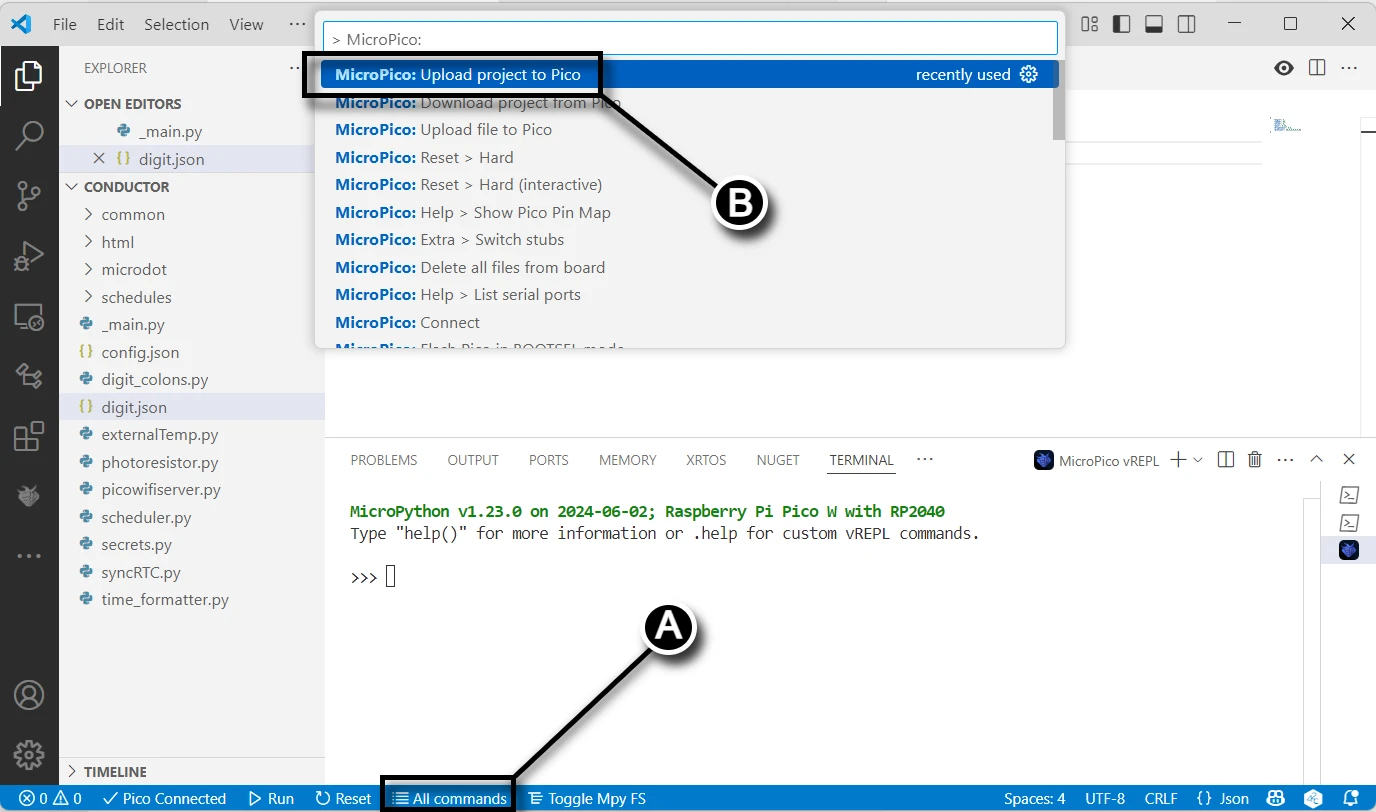 File Edit Selection View ···
> MicroPico:
MicroPico: Upload project to Pico recently used
MicroPico: Download project from Pico
MicroPico: Upload file to Pico
MicroPico: Reset > Hard
MicroPico: Reset > Hard (interactive)
MicroPico: Help > Show Pico Pin Map
MicroPico: Extra > Switch stubs
MicroPico: Delete all files from board
MicroPico: Help > List serial ports
MicroPico: Connect
MicroPico: Flash Pico in BOOTSEL mode
B
EXPLORER ··
OPEN EDITORS
_main.py
{} digit.json
CONDUCTOR
common
html
microdot
schedules
_main.py
{} config.json
digit_colons.py
{} digit.json
externalTemp.py
photoresistor.py
picowifiserver.py
scheduler.py
secrets.py
syncRTC.py
time_formatter.py
TIMELINE
PROBLEMS OUTPUT PORTS MEMORY XRTOS NUGET TERMINAL ··· MicroPico vREPL
MicroPython v1.23.0 on 2024-06-02; Raspberry Pi Pico W with RP2040
Type "help()" for more information or .help for custom vREPL commands.
>>>
A
0 0 Pico Connected Run Reset All commands Toggle Mpy FS Spaces: 4 UTF-8 CRLF {} Json